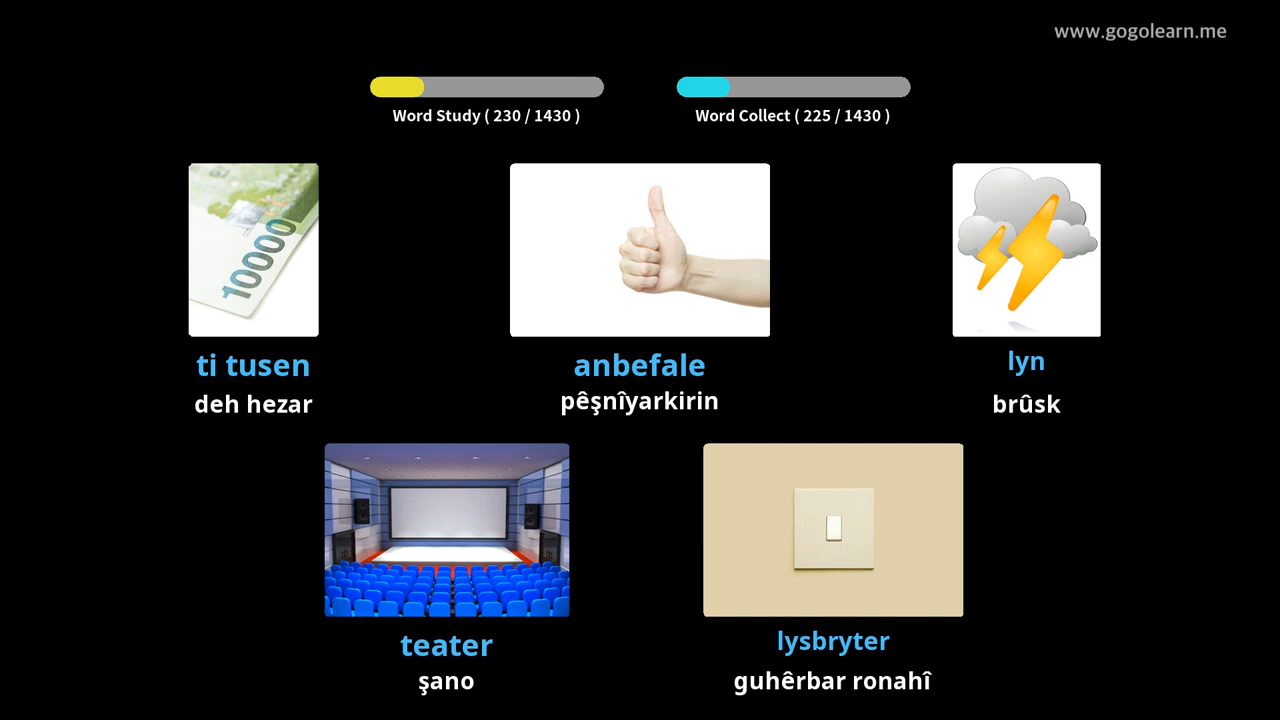 www.gogolearn.me
Word Study ( 230 / 1430 )
Word Collect ( 225 / 1430 )
10000
ti tusen
deh hezar
anbefale
pêşnîyarkirin
lyn
brûsk
teater
şano
lysbryter
guhêrbar ronahî